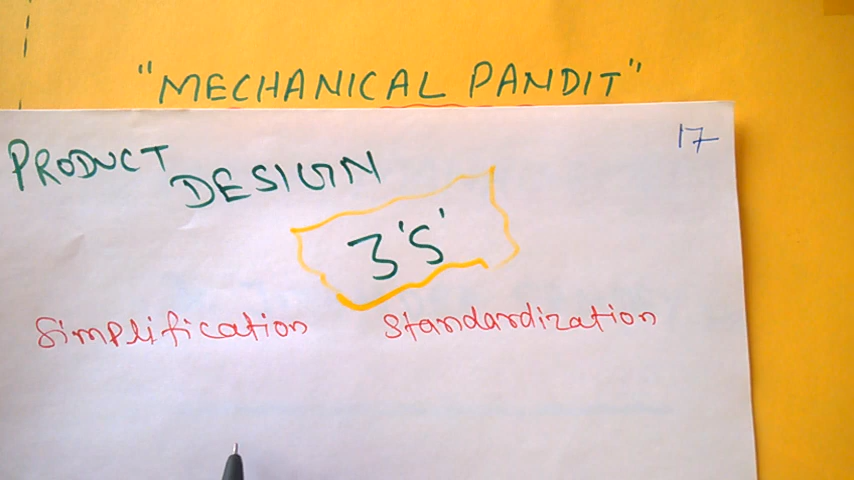 "MECHANICAL PANDIT"
17
PRODUCT DESIGN
3'S'
Simplification Standardization